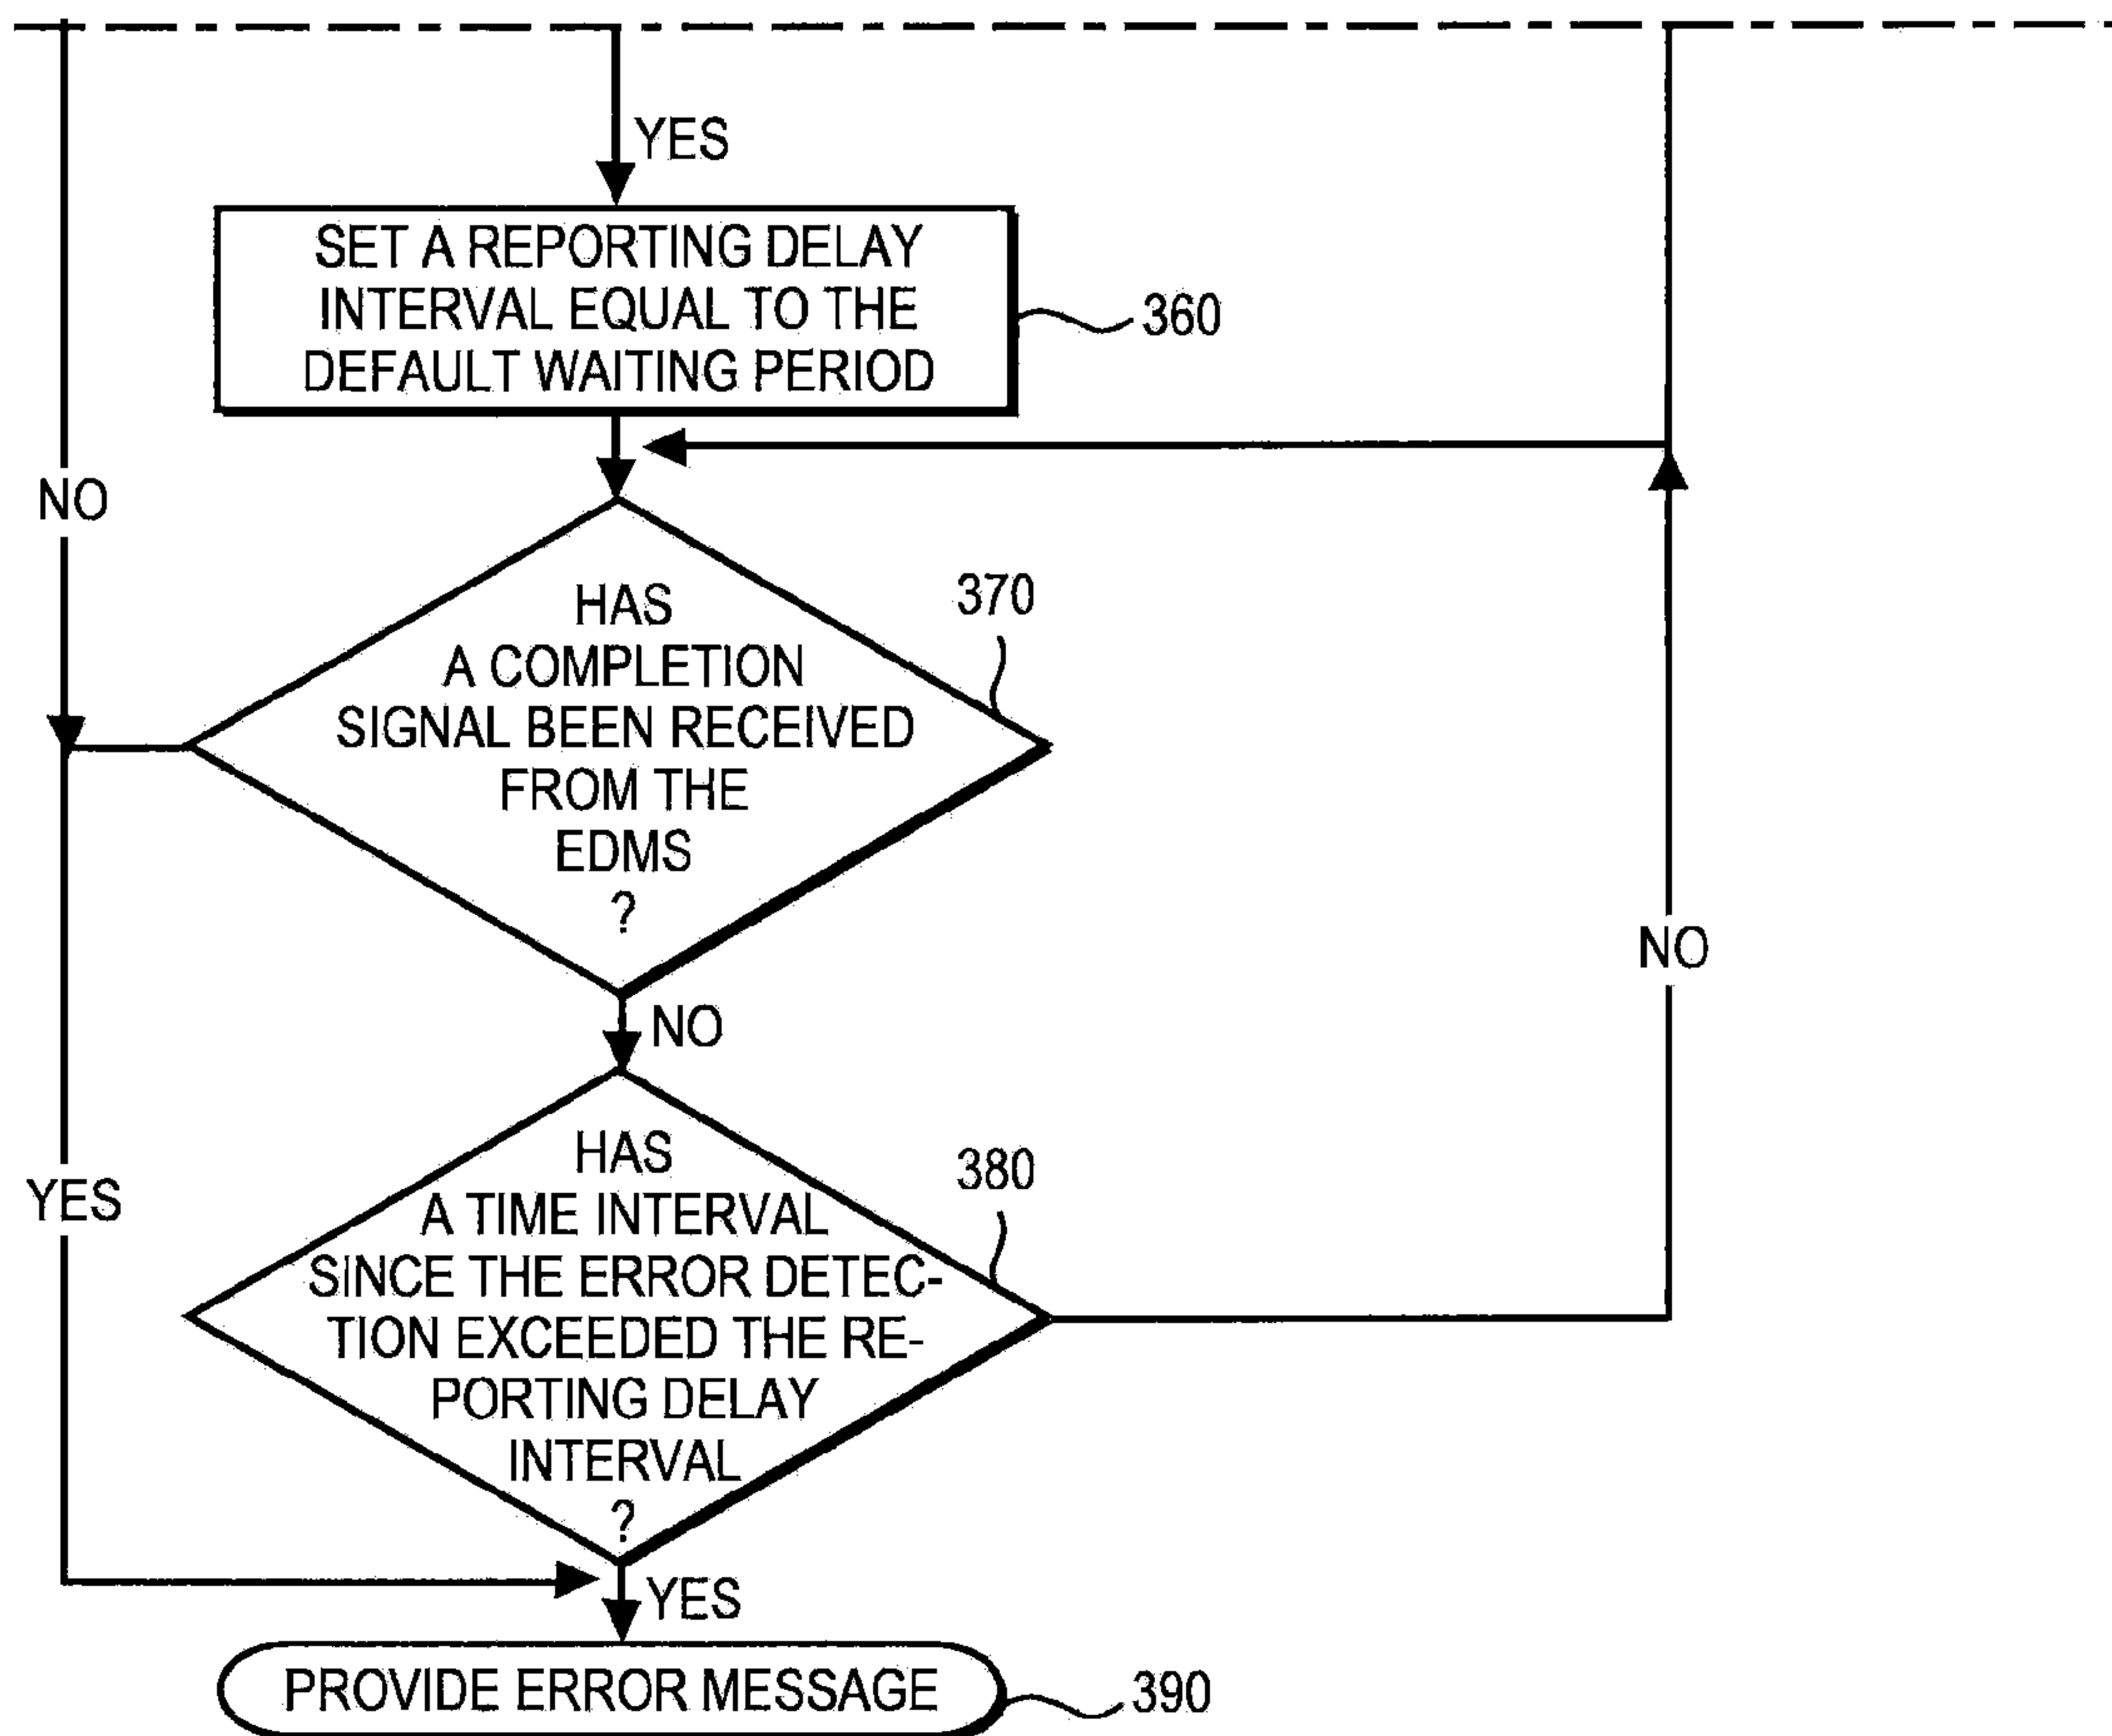 YES
SET A REPORTING DELAY
INTERVAL EQUAL TO THE
DEFAULT WAITING PERIOD
360
NO
HAS
A COMPLETION
SIGNAL BEEN RECEIVED
FROM THE
EDMS
?
370
NO
NO
HAS
A TIME INTERVAL
SINCE THE ERROR DETEC-
TION EXCEEDED THE RE-
PORTING DELAY
INTERVAL
?
380
YES
YES
PROVIDE ERROR MESSAGE
390